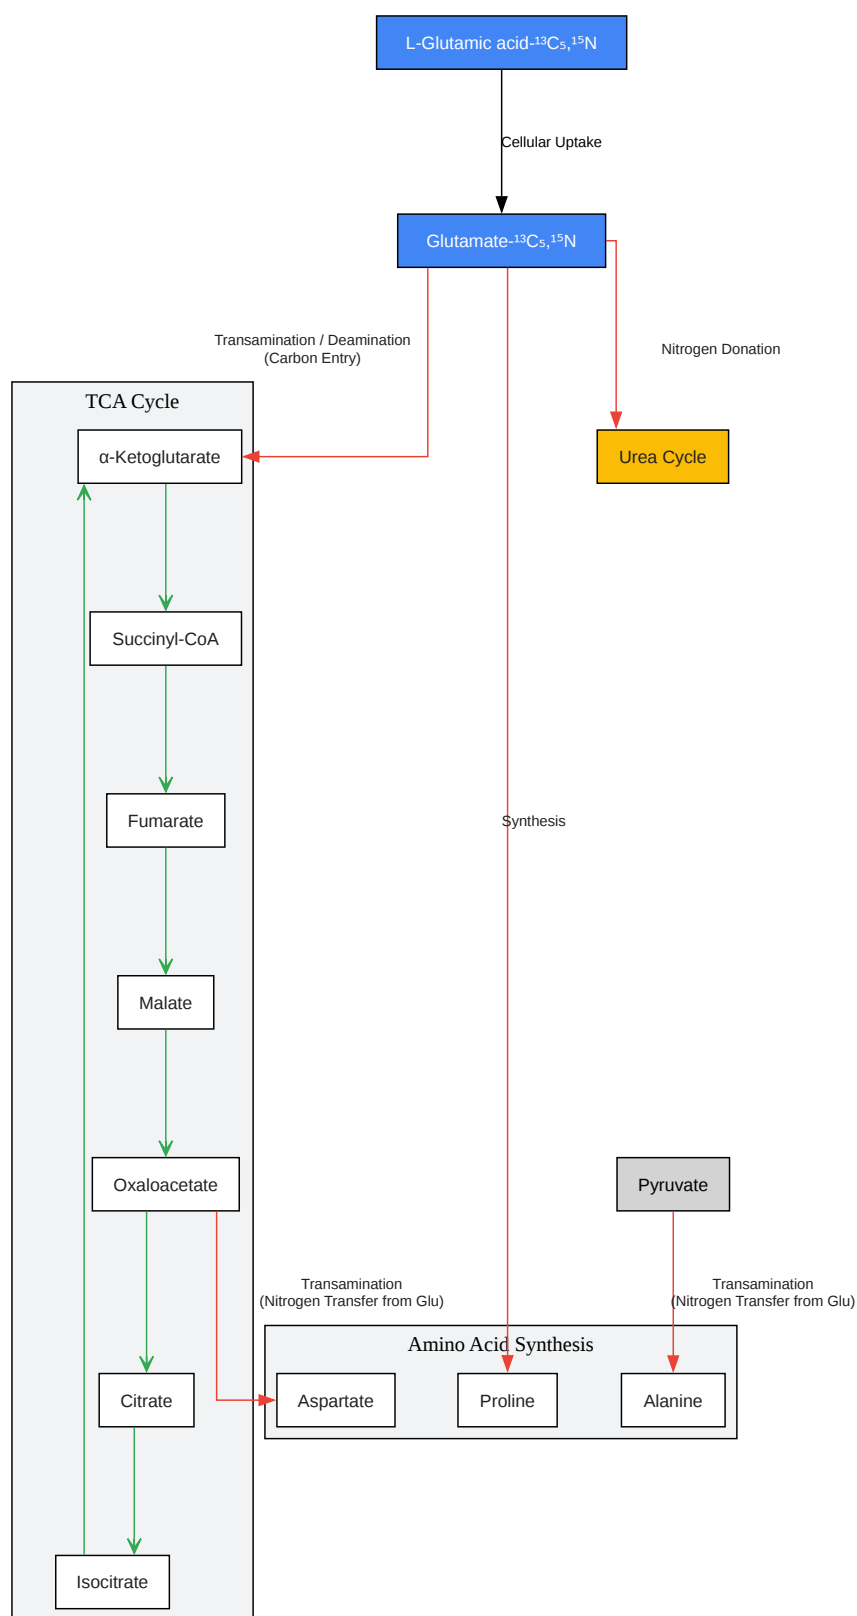 L-Glutamic acid-¹³C₅,¹⁵N
Cellular Uptake
Glutamate-¹³C₅,¹⁵N
Transamination / Deamination
(Carbon Entry)
Nitrogen Donation
TCA Cycle
α-Ketoglutarate
Urea Cycle
Succinyl-CoA
Fumarate
Synthesis
Malate
Oxaloacetate
Pyruvate
Transamination
(Nitrogen Transfer from Glu)
Transamination
(Nitrogen Transfer from Glu)
Amino Acid Synthesis
Citrate
Aspartate
Proline
Alanine
Isocitrate